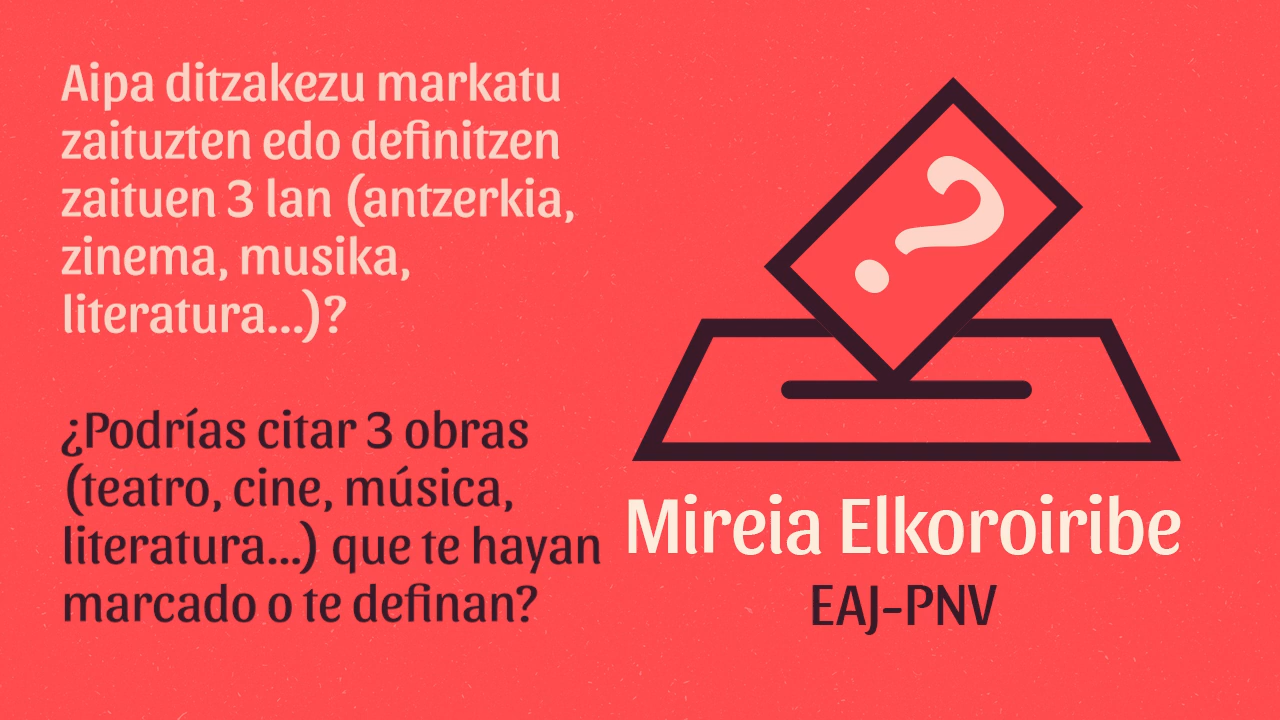 Aipa ditzakezu markatu
zaituzten edo definitzen
zaituen 3 lan (antzerkia,
zinema, musika,
literatura...)?
¿Podrías citar 3 obras
(teatro, cine, música,
literatura...) que te hayan
marcado o te definan?
?
Mireia Elkoroiribe
EAJ-PNV